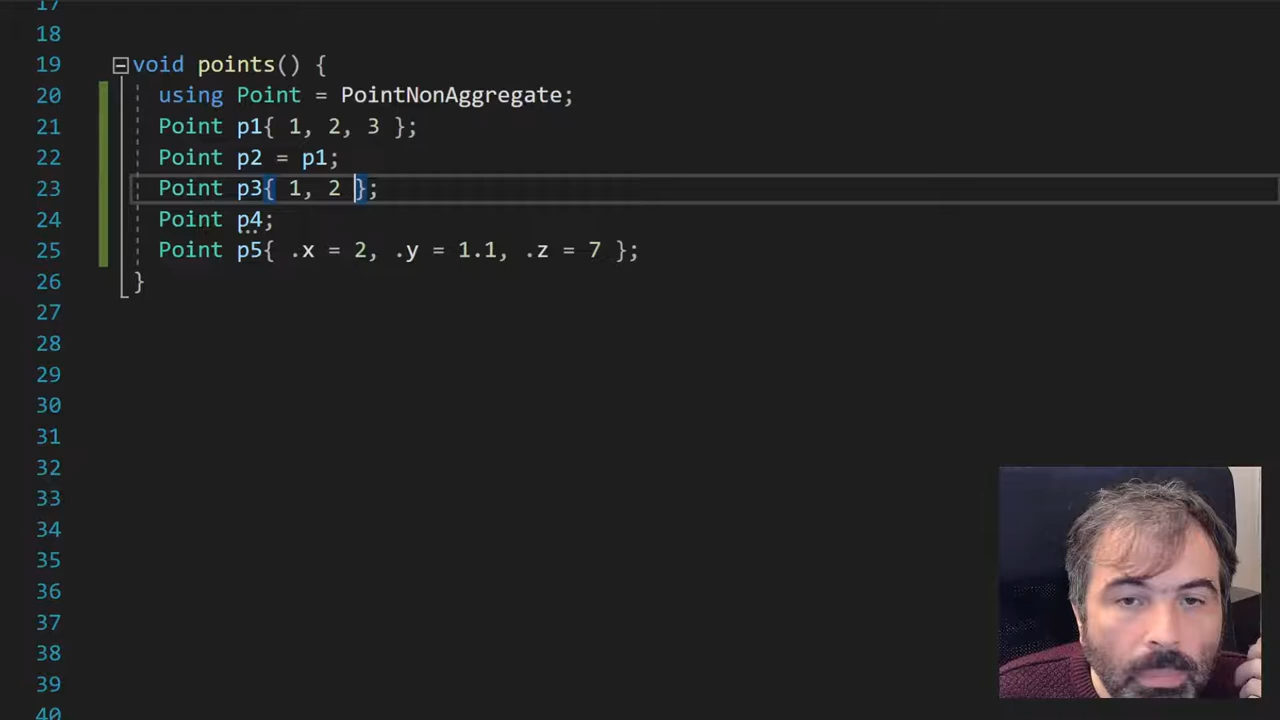 17
18
19 void points() {
20 using Point = PointNonAggregate;
21 Point p1{ 1, 2, 3 };
22 Point p2 = p1;
23 Point p3{ 1, 2 };
24 Point p4;
25 Point p5{ .x = 2, .y = 1.1, .z = 7 };
26 }
27
28
29
30
31
32
33
34
35
36
37
38
39
40